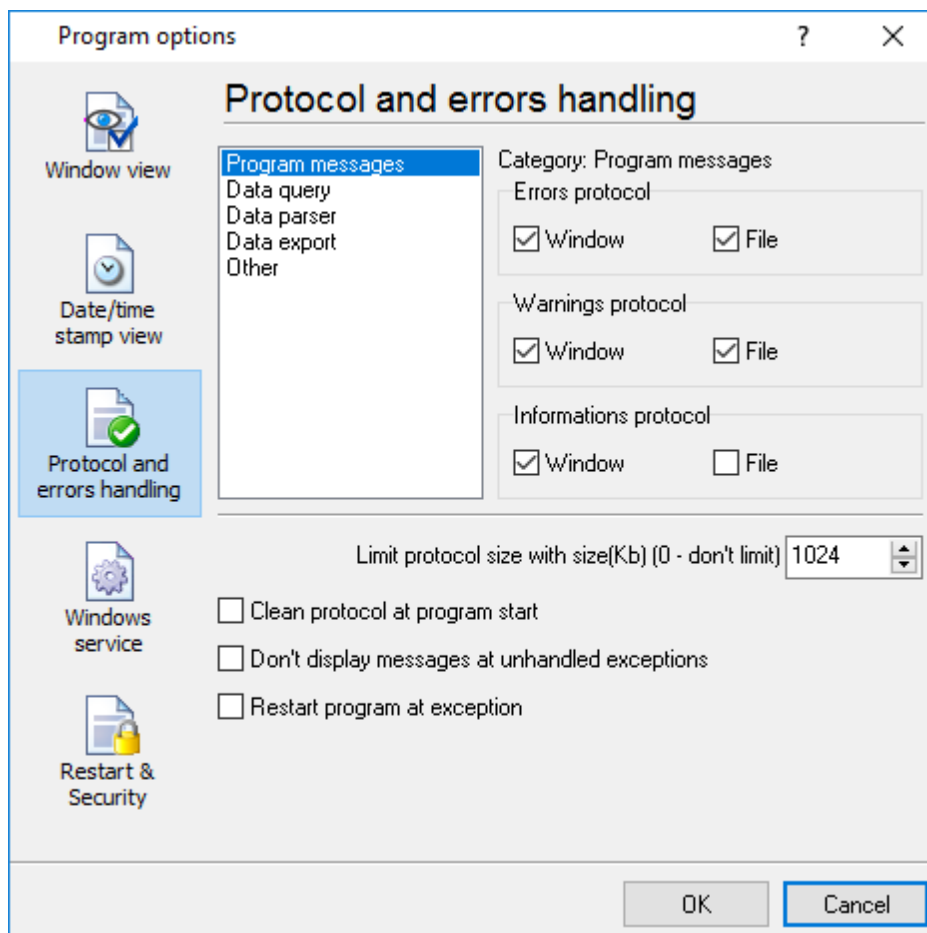 Program options
?
Window view
Date/time
stamp view
Protocol and
errors handling
Windows
service
Restart &
Security
Protocol and errors handling
Program messages
Data query
Data parser
Data export
Other
Category: Program messages
Errors protocol
Window File
Warnings protocol
Window File
Informations protocol
Window File
Limit protocol size with size(Kb) (0 - don't limit) 1024
Clean protocol at program start
Don't display messages at unhandled exceptions
Restart program at exception
OK Cancel